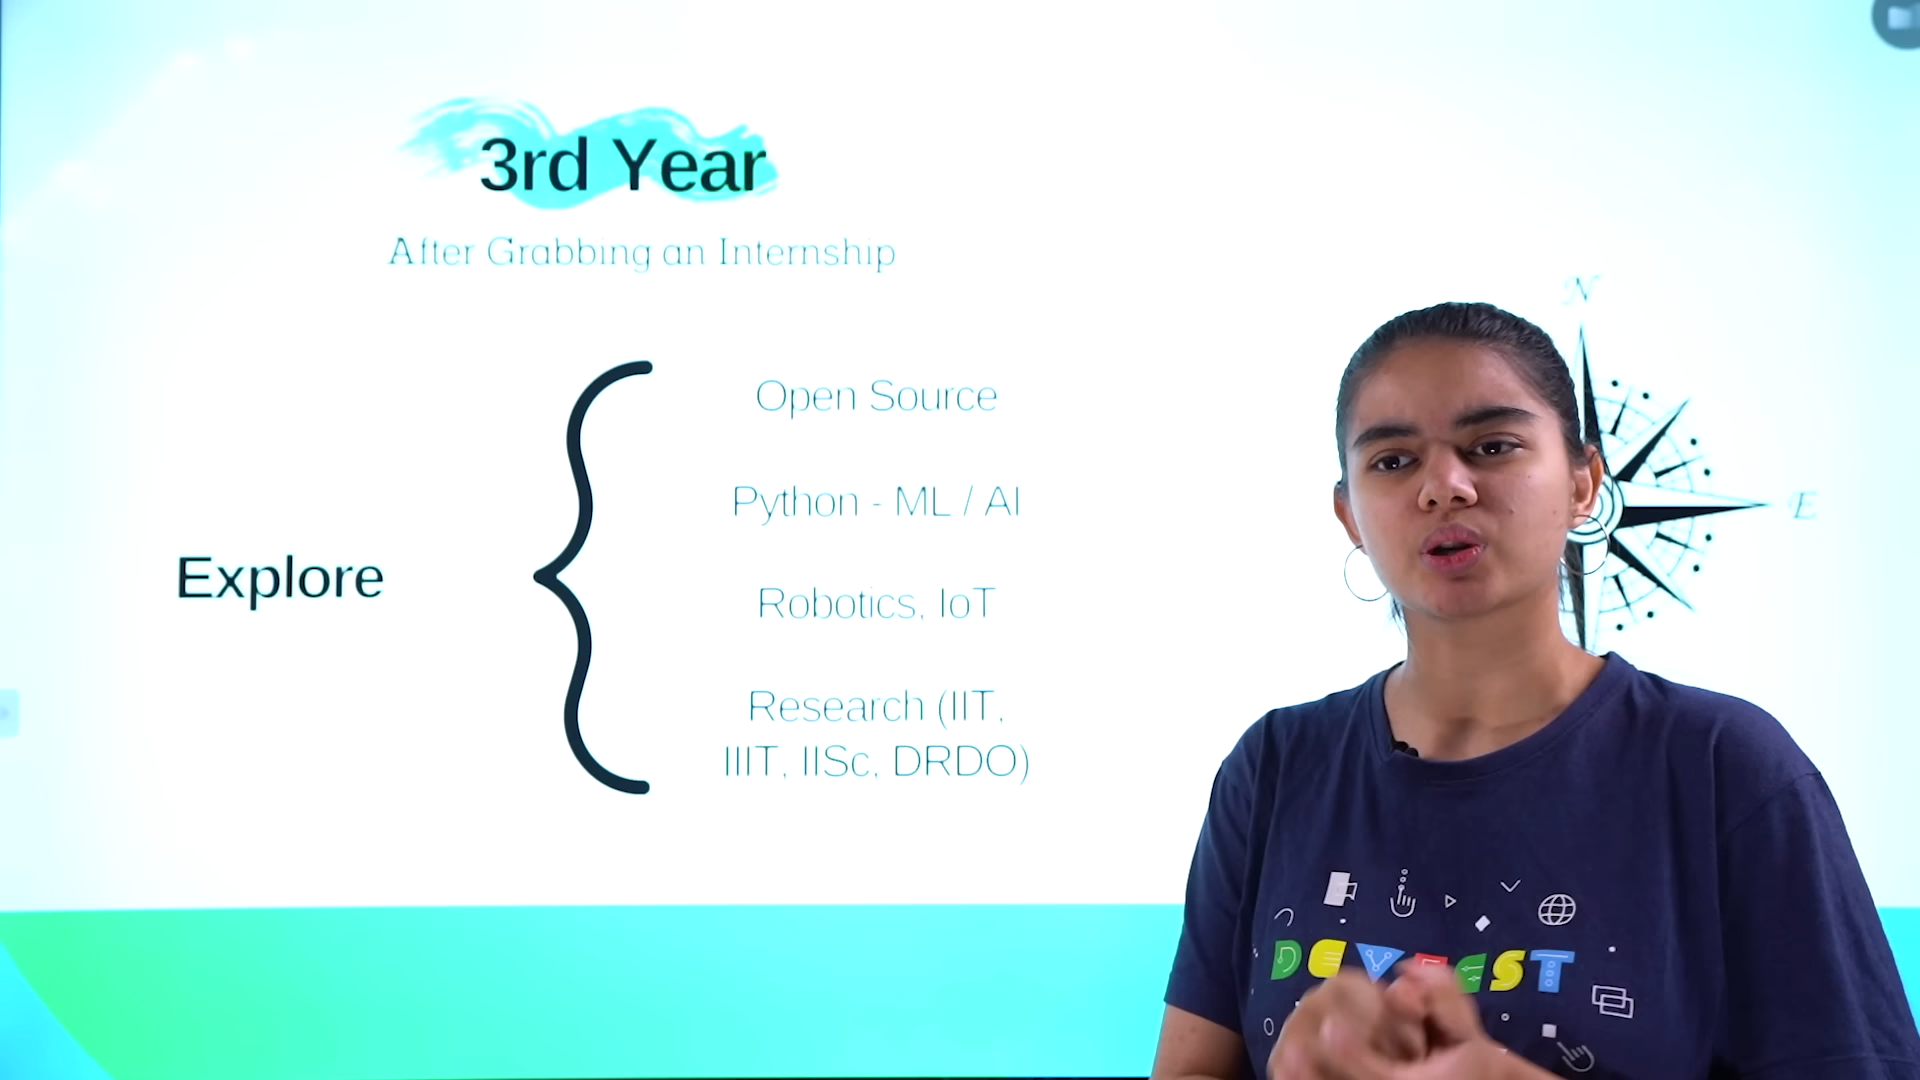 3rd Year
After Grabbing an Internship
N
Open Source
Python - ML / AI
E
Explore
Robotics, IoT
Research (IIT,
IIIT, IISc, DRDO)
DEVFEST